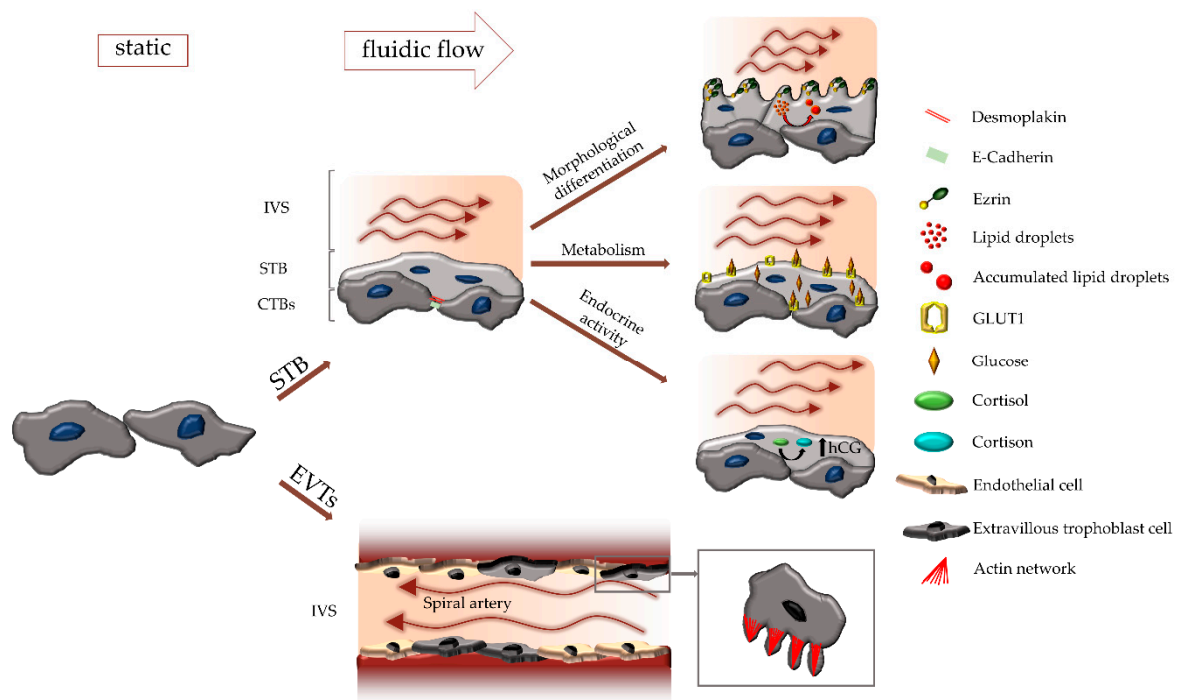 static
fluidic flow
IVS
STB
CTBs
STB
EVTs
Morphological
differentiation
Metabolism
Endocrine
activity
hCG
IVS
Spiral artery
Desmoplakin
E-Cadherin
Ezrin
Lipid droplets
Accumulated lipid droplets
GLUT1
Glucose
Cortisol
Cortison
Endothelial cell
Extravillous trophoblast cell
Actin network